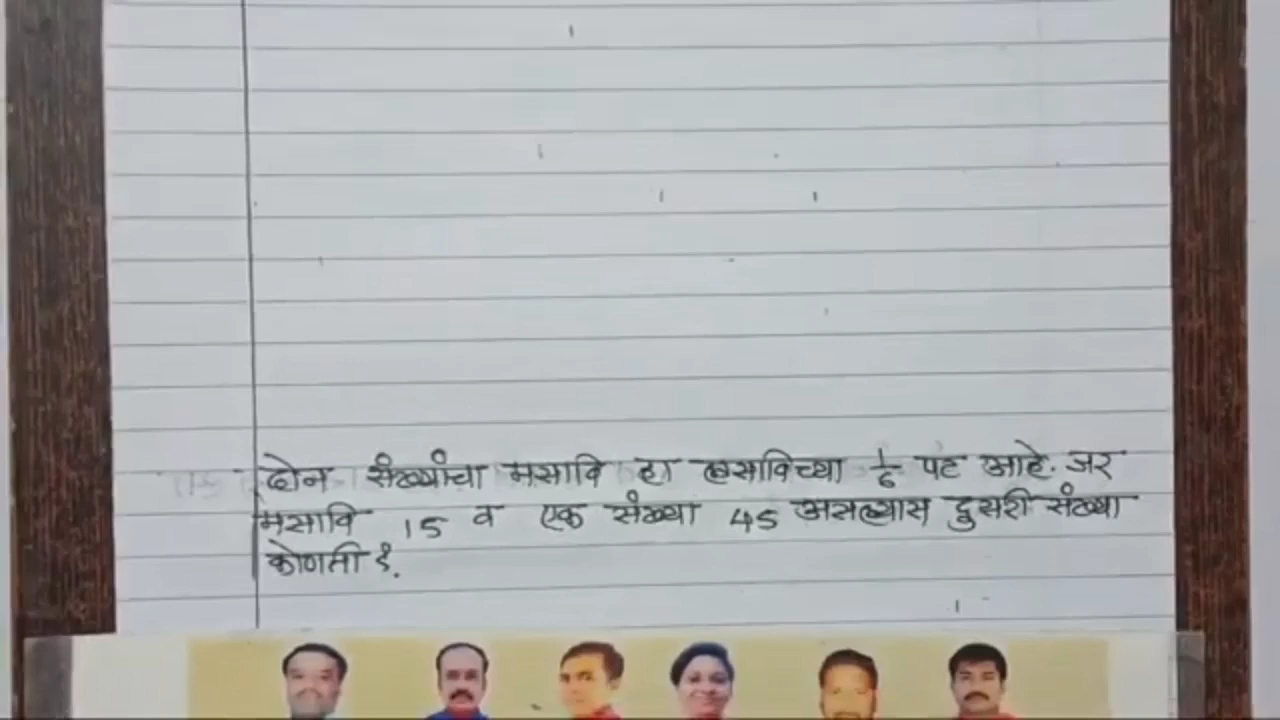 दोन संख्यांचा मसावि हा लसाविच्या 1/6 पट आहे. जर
मसावि 15 व एक संख्या 45 असल्यास दुसरी संख्या
कोणती ?.